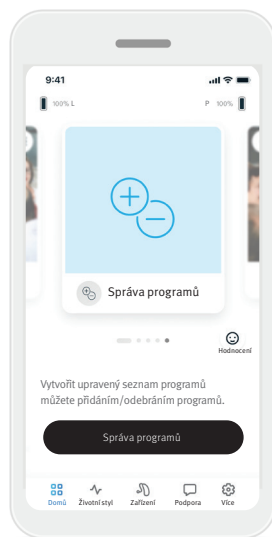 9:41
100% L
P 100%
Správa programů
Hodnocení
Vytvořit upravený seznam programů
můžete přidáním/odebráním programů.
Správa programů
Domů Životní styl Zařízení Podpora Více